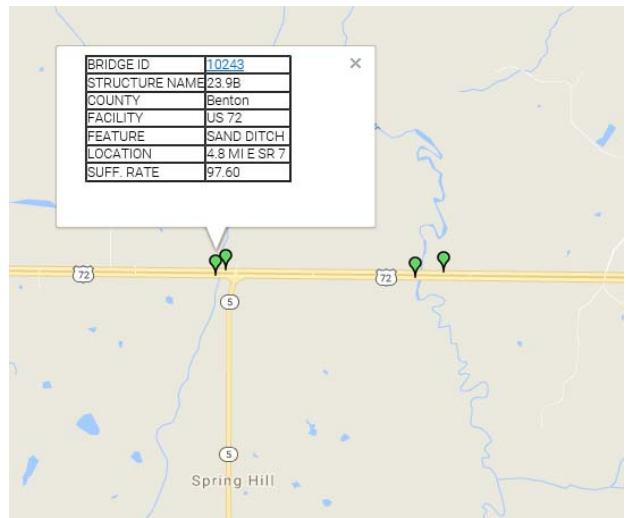 BRIDGE ID 10243
STRUCTURE NAME 23.9B
COUNTY Benton
FACILITY US 72
FEATURE SAND DITCH
LOCATION 4.8 MI E SR 7
SUFF. RATE 97.60
72
72
5
5
Spring Hill